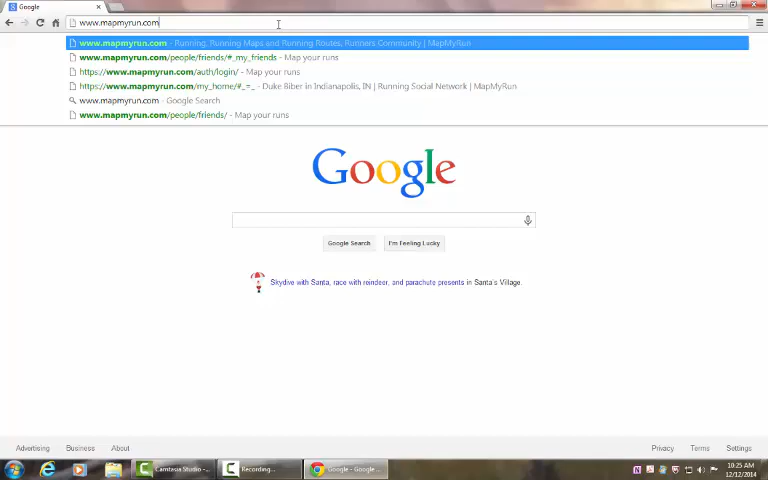 Google
www.mapmyrun.com
www.mapmyrun.com - Running, Running Maps and Running Routes, Runners Community | MapMyRun
www.mapmyrun.com/people/friends/#_my_friends - Map your runs
https://www.mapmyrun.com/auth/login/ - Map your runs
https://www.mapmyrun.com/my_home/#_=_ - Duke Biber in Indianapolis, IN | Running Social Network | MapMyRun
www.mapmyrun.com - Google Search
www.mapmyrun.com/people/friends/ - Map your runs
Google
Google Search I'm Feeling Lucky
Skydive with Santa, race with reindeer, and parachute presents in Santa's Village.
Advertising Business About Privacy Terms Settings
Camtasia Studio -... Recording... Google - Google ... 10:25 AM
12/12/2014